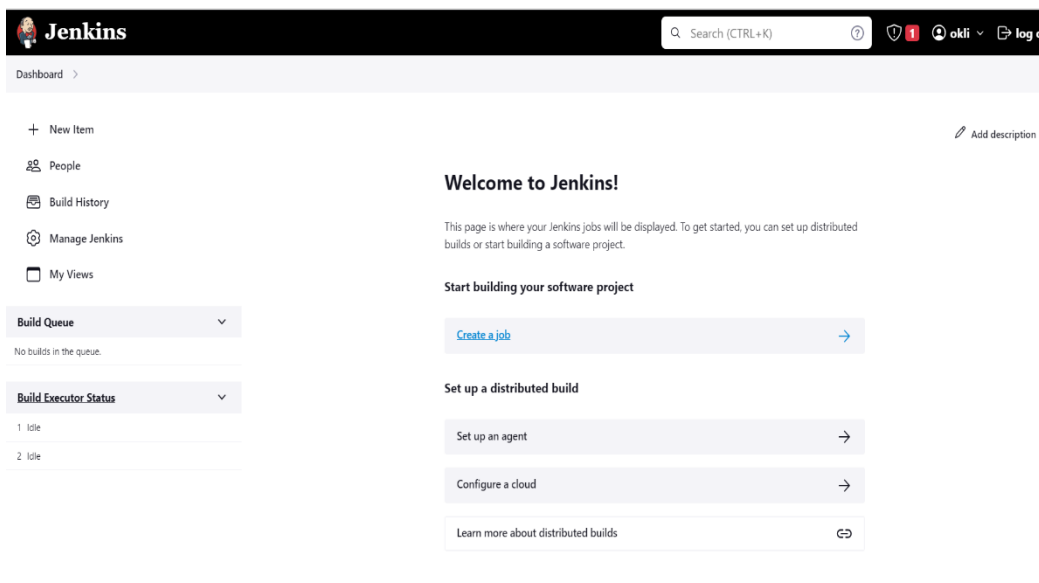 Jenkins
Search (CTRL+K)
1
okli
log o
Dashboard
New Item
Add description
People
Build History
Manage Jenkins
My Views
Welcome to Jenkins!
This page is where your Jenkins jobs will be displayed. To get started, you can set up distributed
builds or start building a software project.
Start building your software project
Create a job
Build Queue
No builds in the queue.
Set up a distributed build
Build Executor Status
1 Idle
2 Idle
Set up an agent
Configure a cloud
Learn more about distributed builds